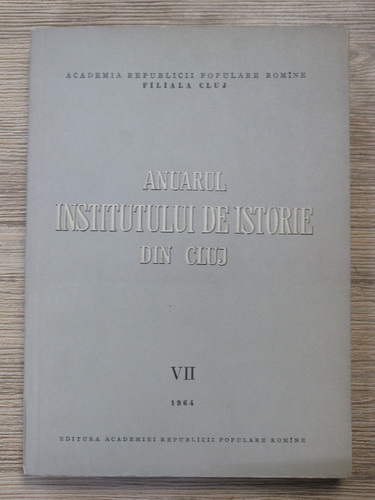 ACADEMIA REPUBLICII POPULARE ROMÎNE
FILIALA CLUJ
ANUARUL
INSTITUTULUI DE ISTORIE
DIN CLUJ
VII
1964
EDITURA ACADEMIEI REPUBLICII POPULARE ROMÎNE